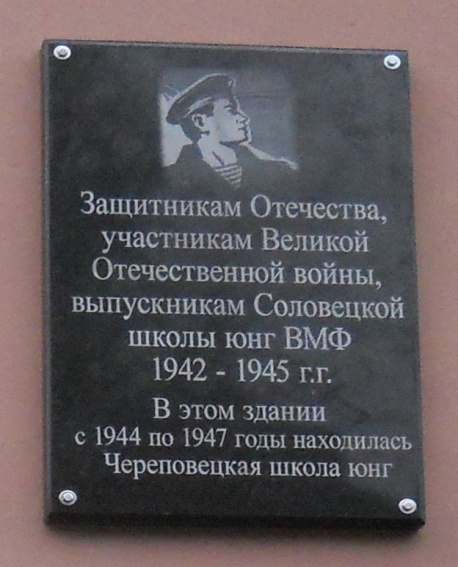 Защитникам Отечества,
участникам Великой
Отечественной войны,
выпускникам Соловецкой
школы юнг ВМФ
1942 - 1945 г.г.
В этом здании
с 1944 по 1947 годы находилась
Череповецкая школа юнг